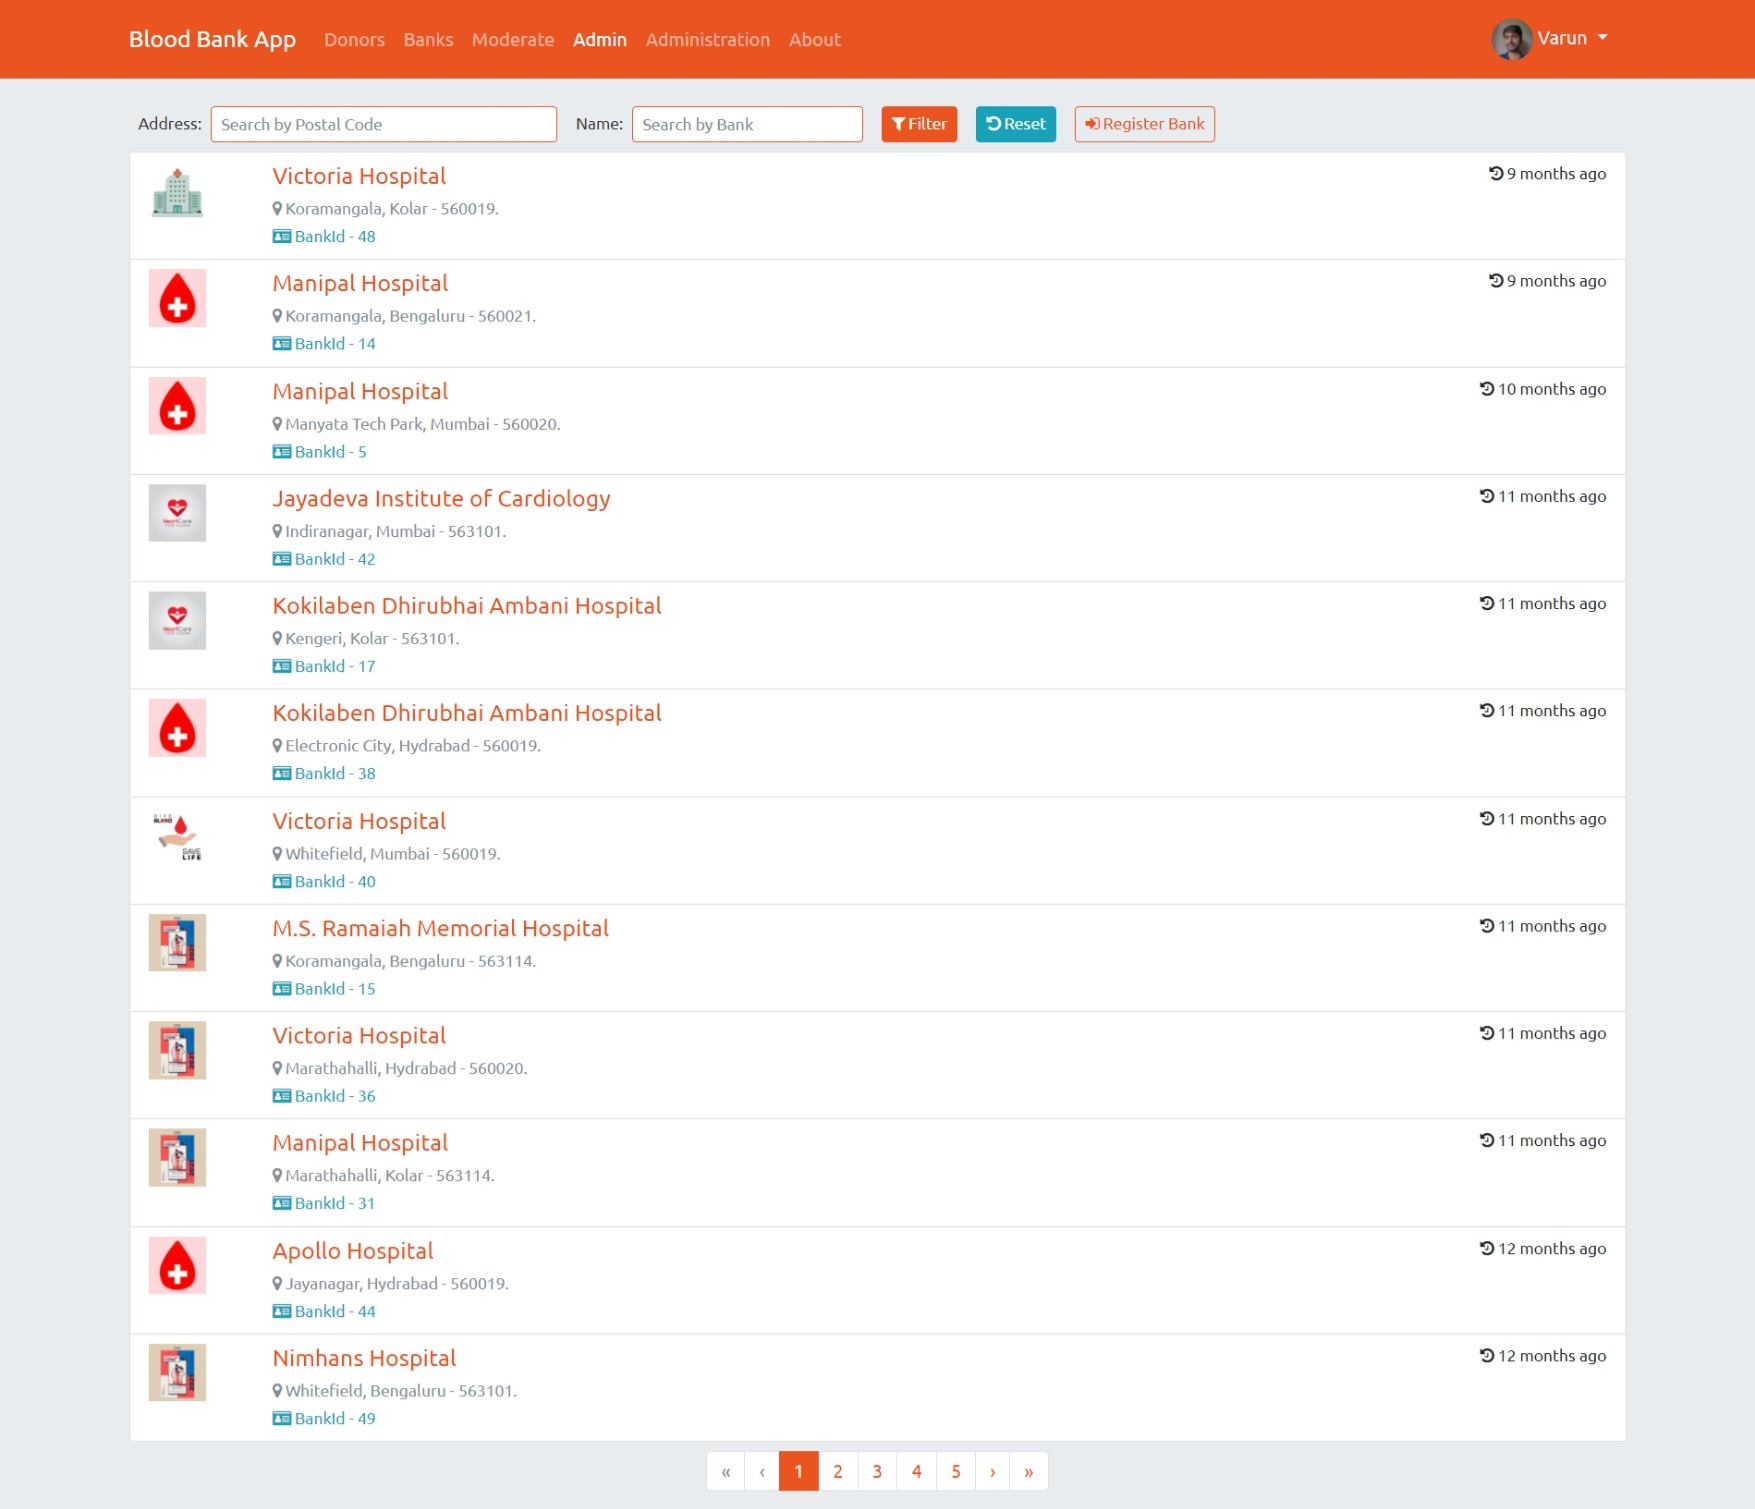 Blood Bank App Donors Banks Moderate Admin Administration About Varun
Address: Search by Postal Code Name: Search by Bank Filter Reset Register Bank
Victoria Hospital 9 months ago
Koramangala, Kolar - 560019.
BankId - 48
Manipal Hospital 9 months ago
Koramangala, Bengaluru - 560021.
BankId - 14
Manipal Hospital 10 months ago
Manyata Tech Park, Mumbai - 560020.
BankId - 5
Jayadeva Institute of Cardiology 11 months ago
HeartCare
Indiranagar, Mumbai - 563101.
BankId - 42
Kokilaben Dhirubhai Ambani Hospital 11 months ago
HeartCare
Kengeri, Kolar - 563101.
BankId - 17
Kokilaben Dhirubhai Ambani Hospital 11 months ago
Electronic City, Hydrabad - 560019.
BankId - 38
GIVE
BLOOD
Victoria Hospital 11 months ago
SAVE
LIFE
Whitefield, Mumbai - 560019.
BankId - 40
M.S. Ramaiah Memorial Hospital 11 months ago
Koramangala, Bengaluru - 563114.
BankId - 15
Victoria Hospital 11 months ago
Marathahalli, Hydrabad - 560020.
BankId - 36
Manipal Hospital 11 months ago
Marathahalli, Kolar - 563114.
BankId - 31
Apollo Hospital 12 months ago
Jayanagar, Hydrabad - 560019.
BankId - 44
Nimhans Hospital 12 months ago
Whitefield, Bengaluru - 563101.
BankId - 49
« ‹ 1 2 3 4 5 › »